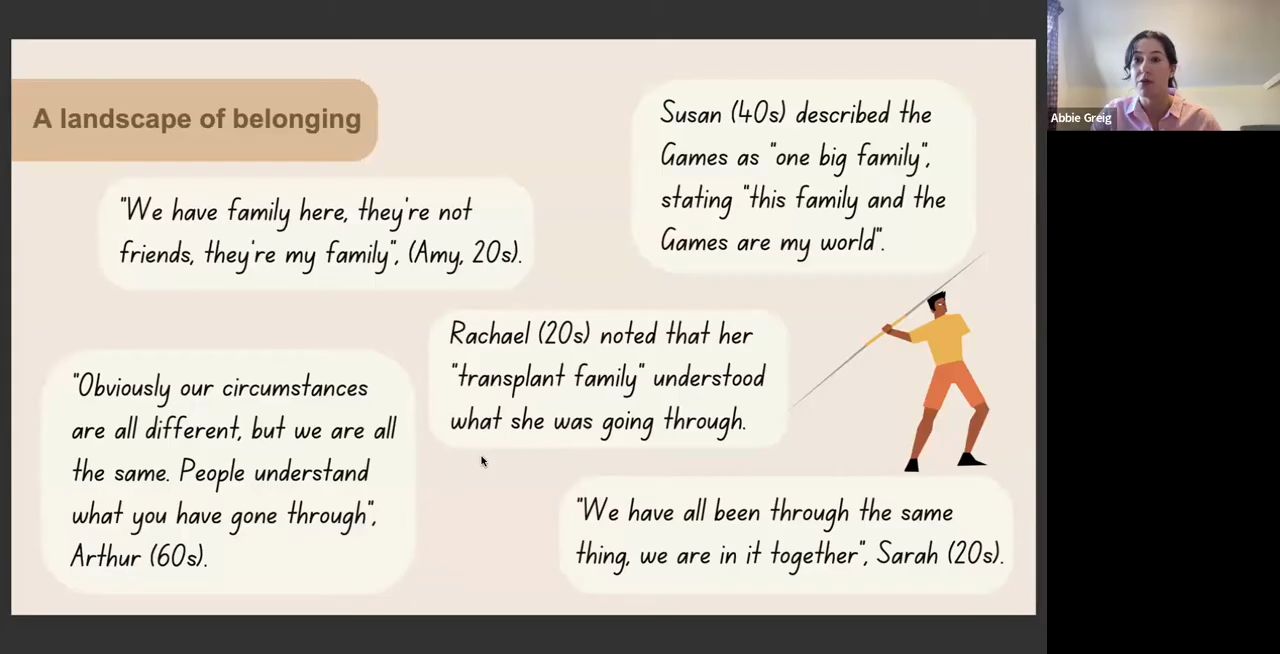 A landscape of belonging
"We have family here, they're not
friends, they're my family", (Amy, 20s).
Susan (40s) described the
Games as "one big family",
stating "this family and the
Games are my world".
Rachael (20s) noted that her
"transplant family" understood
what she was going through.
"Obviously our circumstances
are all different, but we are all
the same. People understand
what you have gone through",
Arthur (60s).
"We have all been through the same
thing, we are in it together", Sarah (20s).
Abbie Greig